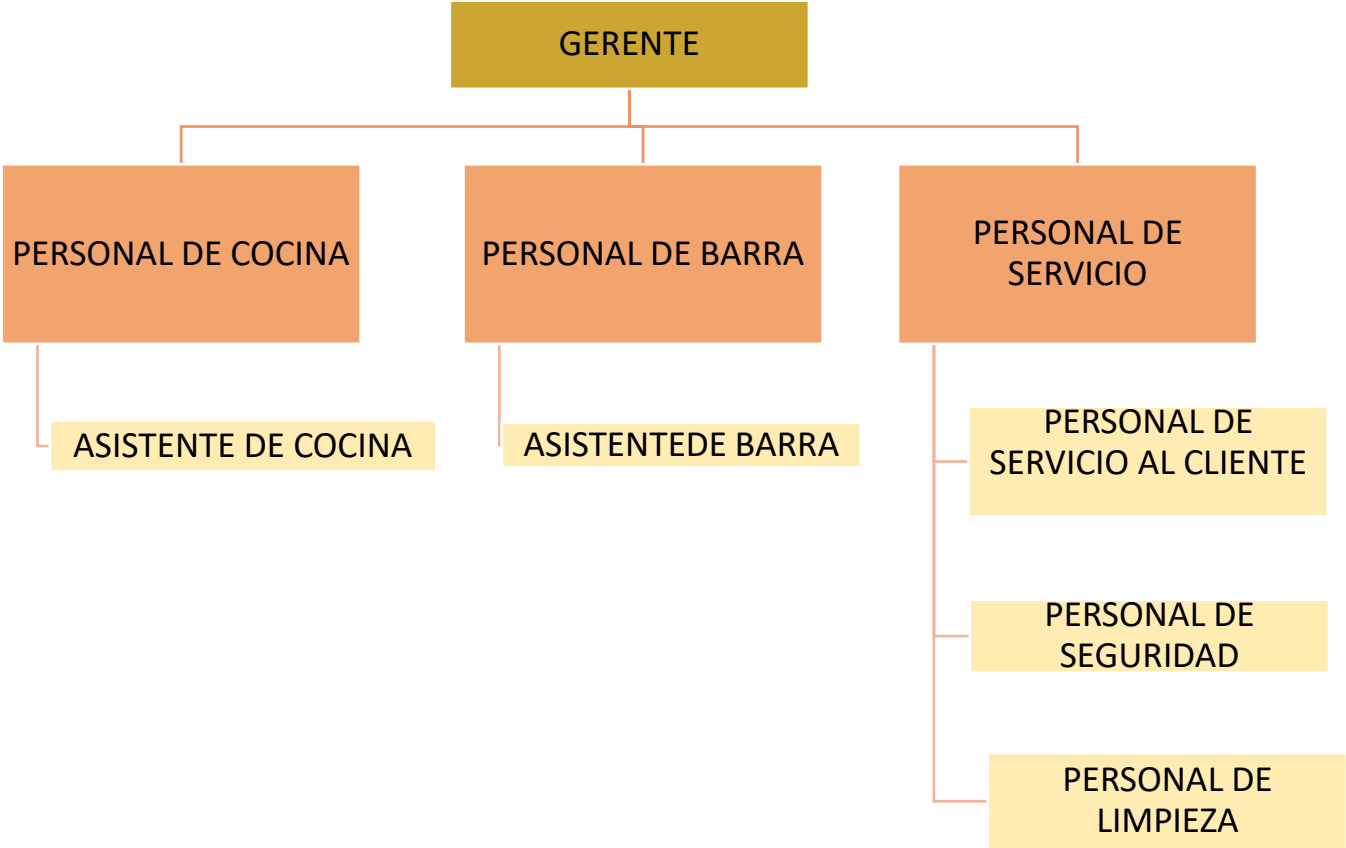 GERENTE
PERSONAL DE COCINA
PERSONAL DE BARRA
PERSONAL DE
SERVICIO
ASISTENTE DE COCINA
ASISTENTEDE BARRA
PERSONAL DE
SERVICIO AL CLIENTE
PERSONAL DE
SEGURIDAD
PERSONAL DE
LIMPIEZA